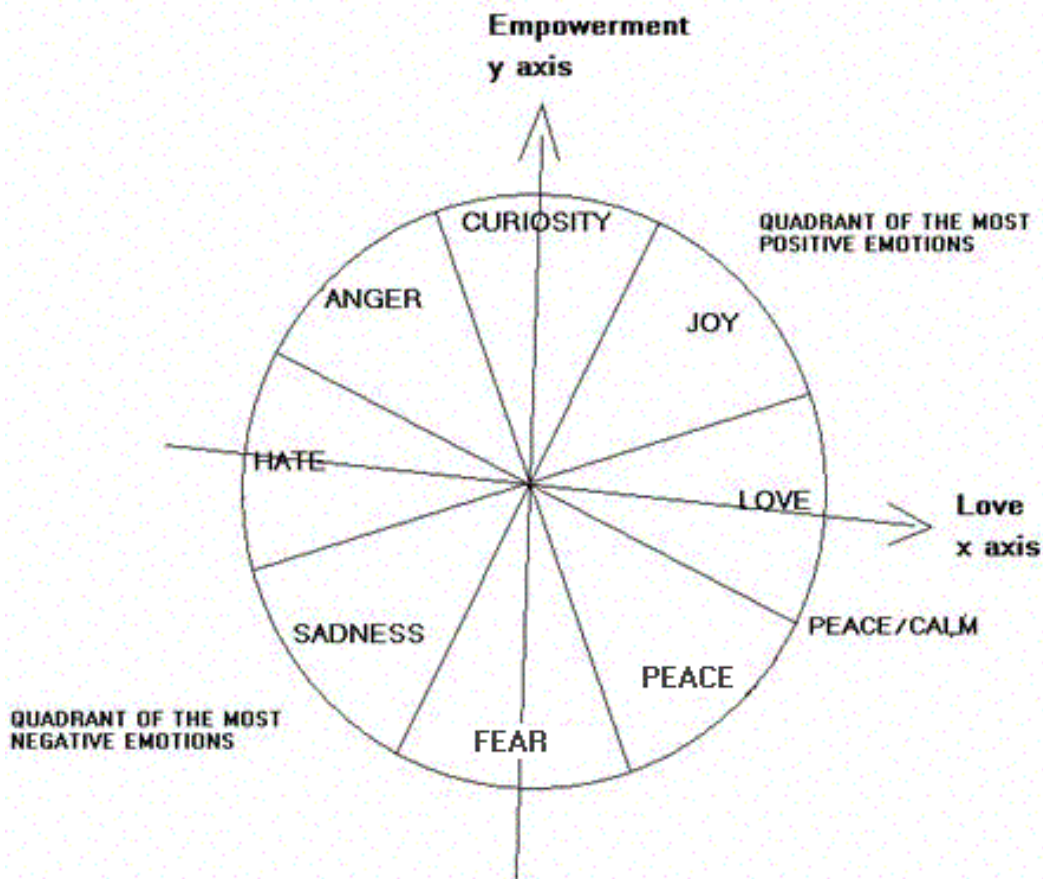 Empowerment
y axis
CURIOSITY
QUADRANT OF THE MOST
POSITIVE EMOTIONS
ANGER
JOY
HATE
LOVE
Love
x axis
SADNESS
PEACE/CALM
PEACE
QUADRANT OF THE MOST
NEGATIVE EMOTIONS
FEAR